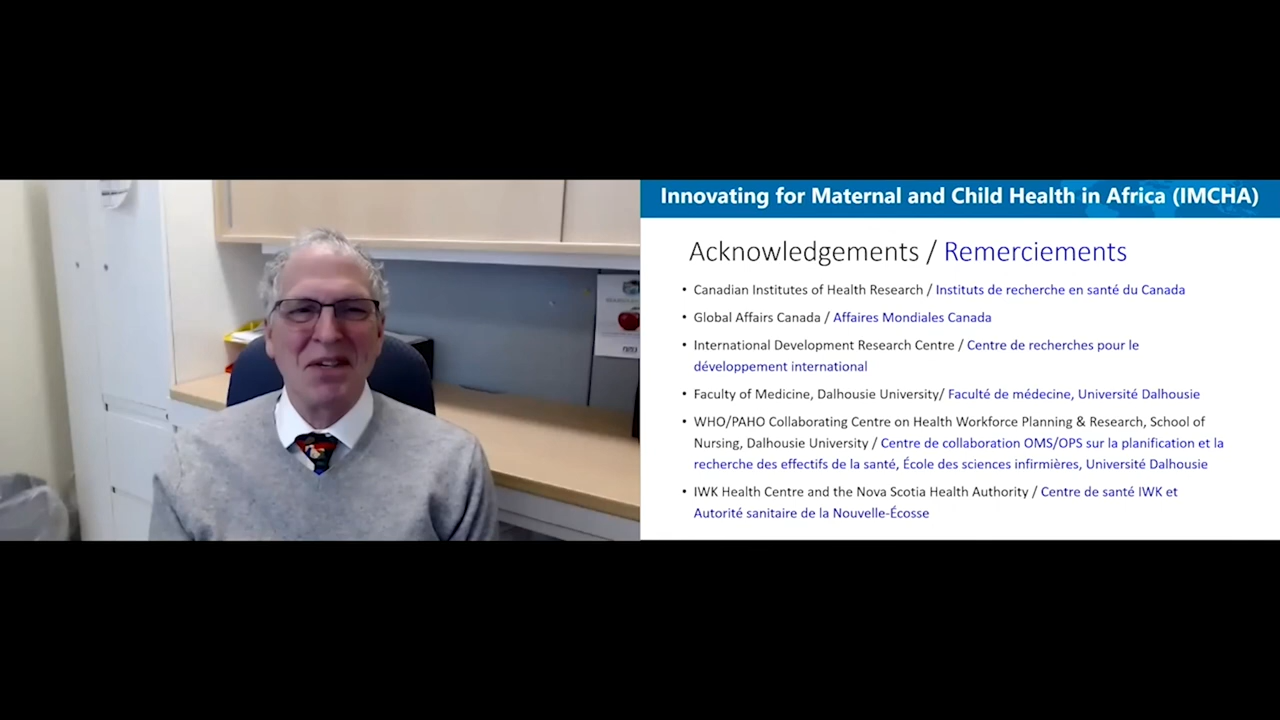 Innovating for Maternal and Child Health in Africa (IMCHA)
Acknowledgements / Remerciements
• Canadian Institutes of Health Research / Instituts de recherche en santé du Canada
• Global Affairs Canada / Affaires Mondiales Canada
• International Development Research Centre / Centre de recherches pour le
développement international
• Faculty of Medicine, Dalhousie University/ Faculté de médecine, Université Dalhousie
• WHO/PAHO Collaborating Centre on Health Workforce Planning & Research, School of
Nursing, Dalhousie University / Centre de collaboration OMS/OPS sur la planification et la
recherche des effectifs de la santé, École des sciences infirmières, Université Dalhousie
• IWK Health Centre and the Nova Scotia Health Authority / Centre de santé IWK et
Autorité sanitaire de la Nouvelle-Écosse